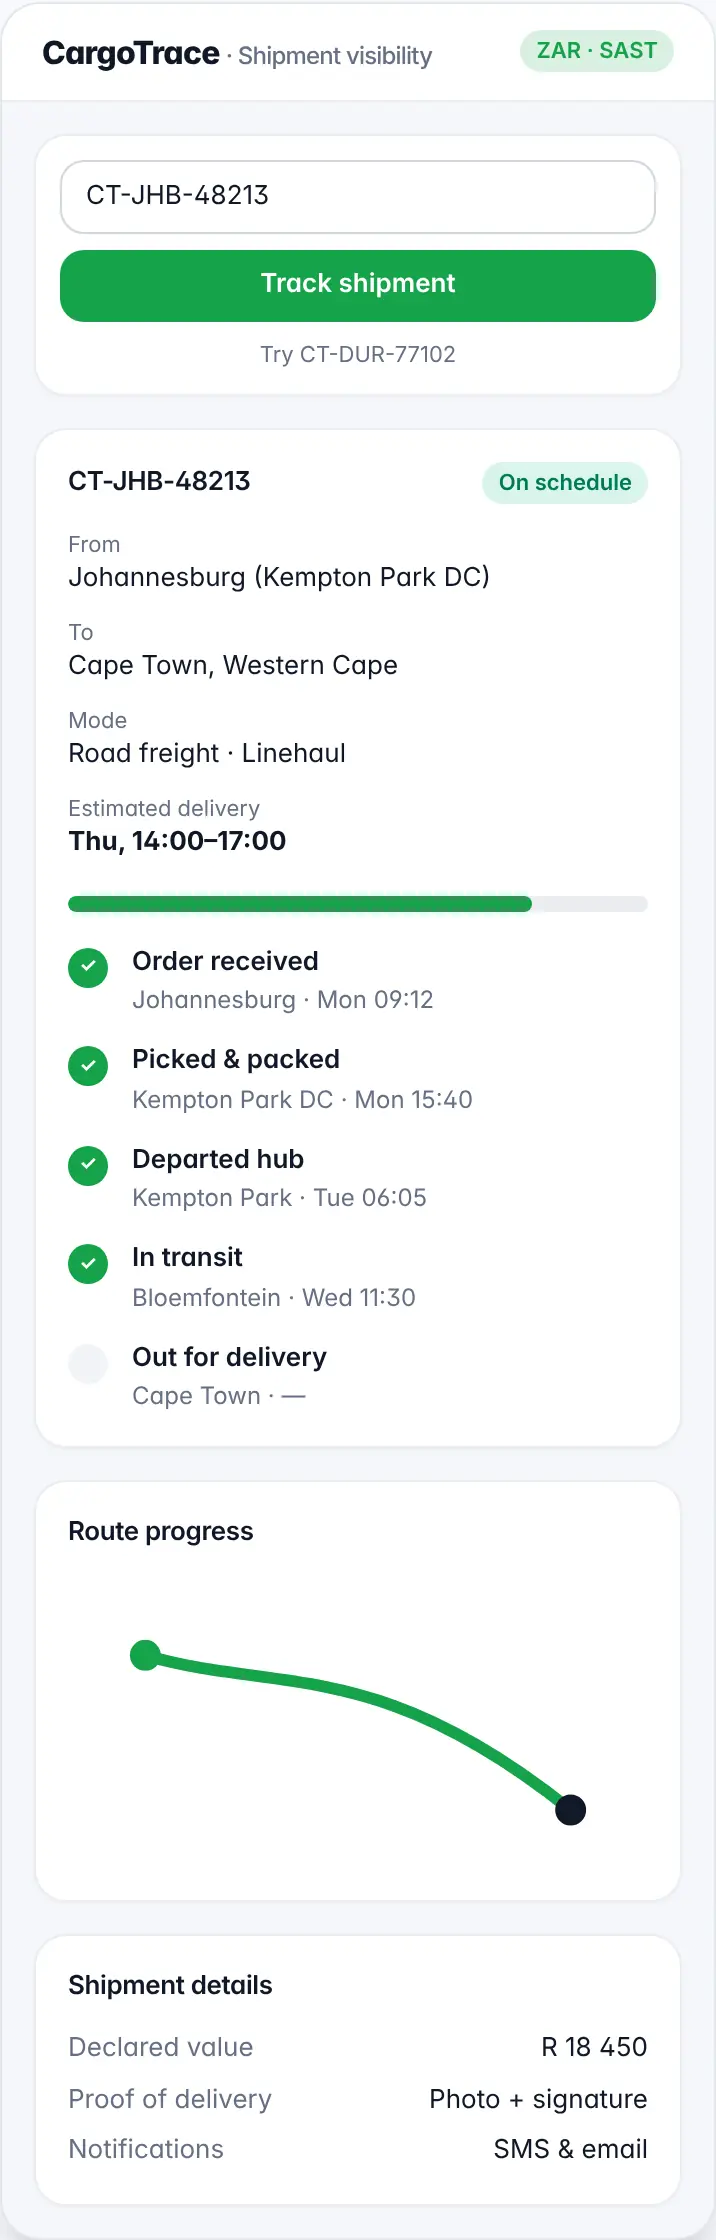 CargoTrace · Shipment visibility
ZAR · SAST
CT-JHB-48213
Track shipment
Try CT-DUR-77102
CT-JHB-48213
On schedule
From
Johannesburg (Kempton Park DC)
To
Cape Town, Western Cape
Mode
Road freight · Linehaul
Estimated delivery
Thu, 14:00–17:00
Order received
Johannesburg · Mon 09:12
Picked & packed
Kempton Park DC · Mon 15:40
Departed hub
Kempton Park · Tue 06:05
In transit
Bloemfontein · Wed 11:30
Out for delivery
Cape Town · —
Route progress
Shipment details
Declared value R 18 450
Proof of delivery Photo + signature
Notifications SMS & email